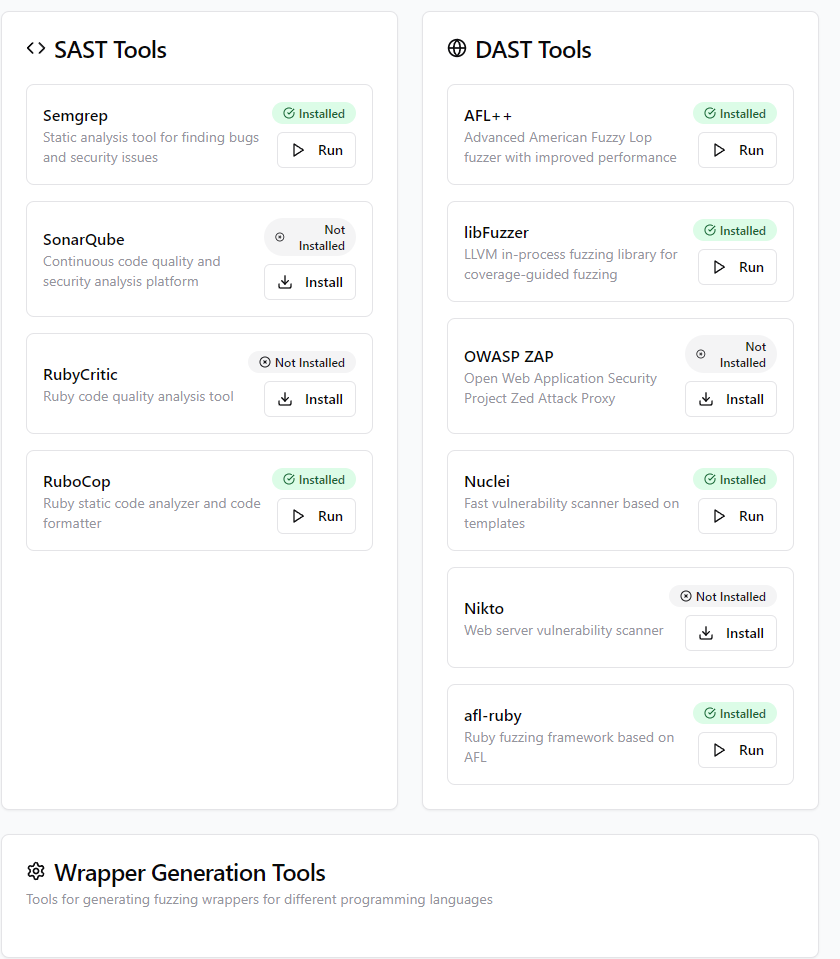 SAST Tools
Semgrep
Installed
Static analysis tool for finding bugs
and security issues
Run
SonarQube
Not
Installed
Continuous code quality and
security analysis platform
Install
RubyCritic
Not Installed
Ruby code quality analysis tool
Install
RuboCop
Installed
Ruby static code analyzer and code
formatter
Run
DAST Tools
AFL++
Installed
Advanced American Fuzzy Lop
fuzzer with improved performance
Run
libFuzzer
Installed
LLVM in-process fuzzing library for
coverage-guided fuzzing
Run
OWASP ZAP
Not
Installed
Open Web Application Security
Project Zed Attack Proxy
Install
Nuclei
Installed
Fast vulnerability scanner based on
templates
Run
Nikto
Not Installed
Web server vulnerability scanner
Install
afl-ruby
Installed
Ruby fuzzing framework based on
AFL
Run
Wrapper Generation Tools
Tools for generating fuzzing wrappers for different programming languages